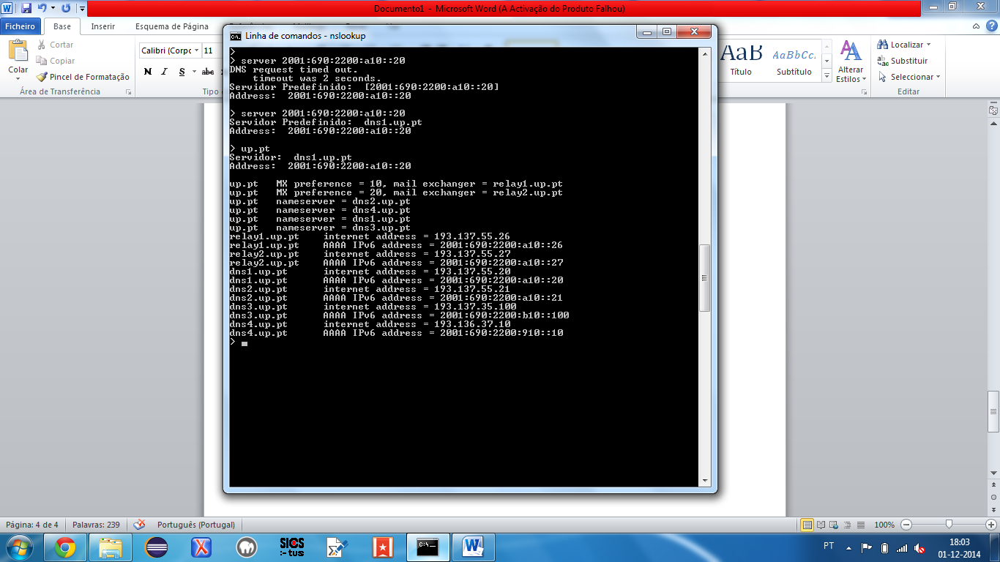 Documento1 - Microsoft Word (A Activação do Produto Falhou)
Ficheiro Base Inserir Esquema de Página
Colar
Cortar
Copiar
Pincel de Formatação
Área de Transferência
Calibri (Corpo 11
N I S abc
Tipo
AaB AaBbCc.
Título Subtítulo
Alterar
Estilos
Localizar
Substituir
Seleccionar
Editar
Linha de comandos - nslookup
>
> server 2001:690:2200:a10::20
DNS request timed out.
timeout was 2 seconds.
Servidor Predefinido: [2001:690:2200:a10::20]
Address: 2001:690:2200:a10::20
> server 2001:690:2200:a10::20
Servidor Predefinido: dns1.up.pt
Address: 2001:690:2200:a10::20
> up.pt
Servidor: dns1.up.pt
Address: 2001:690:2200:a10::20
up.pt MX preference = 10, mail exchanger = relay1.up.pt
up.pt MX preference = 20, mail exchanger = relay2.up.pt
up.pt nameserver = dns2.up.pt
up.pt nameserver = dns4.up.pt
up.pt nameserver = dns1.up.pt
up.pt nameserver = dns3.up.pt
relay1.up.pt internet address = 193.137.55.26
relay1.up.pt AAAA IPv6 address = 2001:690:2200:a10::26
relay2.up.pt internet address = 193.137.55.27
relay2.up.pt AAAA IPv6 address = 2001:690:2200:a10::27
dns1.up.pt internet address = 193.137.55.20
dns1.up.pt AAAA IPv6 address = 2001:690:2200:a10::20
dns2.up.pt internet address = 193.137.55.21
dns2.up.pt AAAA IPv6 address = 2001:690:2200:a10::21
dns3.up.pt internet address = 193.137.35.100
dns3.up.pt AAAA IPv6 address = 2001:690:2200:b10::100
dns4.up.pt internet address = 193.136.37.10
dns4.up.pt AAAA IPv6 address = 2001:690:2200:910::10
>
Página: 4 de 4 Palavras: 239 Português (Portugal) 100%
SICS
:-tus
PT 18:03
01-12-2014